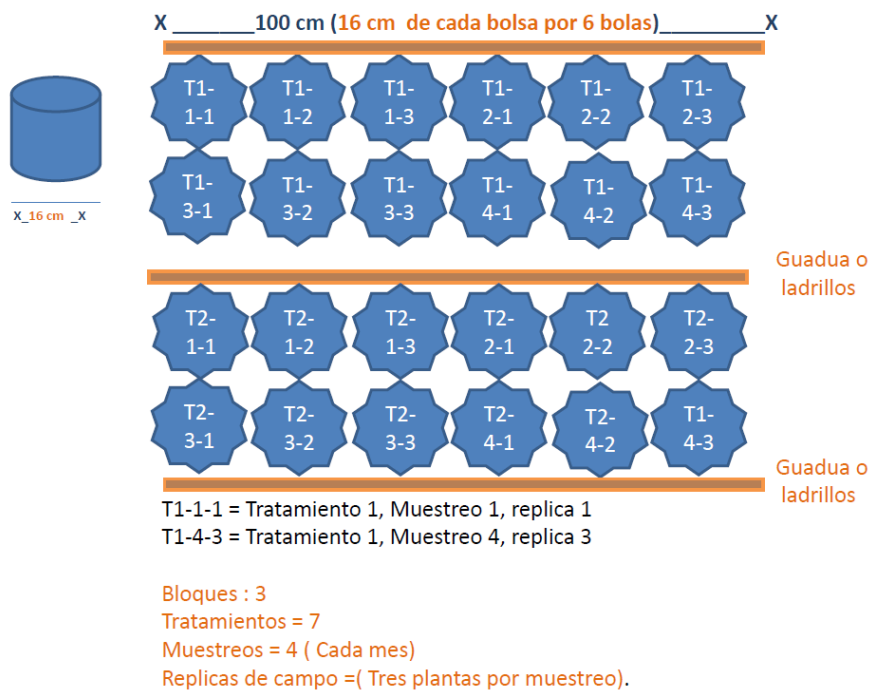 X _______100 cm (16 cm de cada bolsa por 6 bolas)_________X
T1-
1-1
T1-
1-2
T1-
1-3
T1-
2-1
T1-
2-2
T1-
2-3
T1-
3-1
T1-
3-2
T1-
3-3
T1-
4-1
T1-
4-2
T1-
4-3
X_16 cm _X
Guadua o
ladrillos
T2-
1-1
T2-
1-2
T2-
1-3
T2-
2-1
T2
2-2
T2-
2-3
T2-
3-1
T2-
3-2
T2-
3-3
T2-
4-1
T2-
4-2
T1-
4-3
Guadua o
ladrillos
T1-1-1 = Tratamiento 1, Muestreo 1, replica 1
T1-4-3 = Tratamiento 1, Muestreo 4, replica 3
Bloques : 3
Tratamientos = 7
Muestreos = 4 ( Cada mes)
Replicas de campo =( Tres plantas por muestreo).